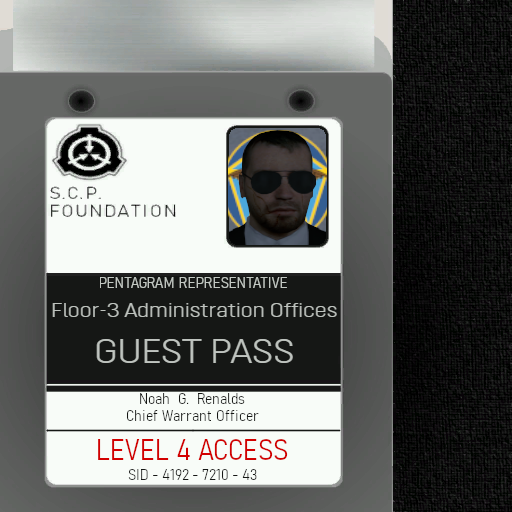 S.C.P.
FOUNDATION
PENTAGRAM REPRESENTATIVE
Floor-3 Administration Offices
GUEST PASS
Noah G. Renalds
Chief Warrant Officer
LEVEL 4 ACCESS
SID - 4192 - 7210 - 43